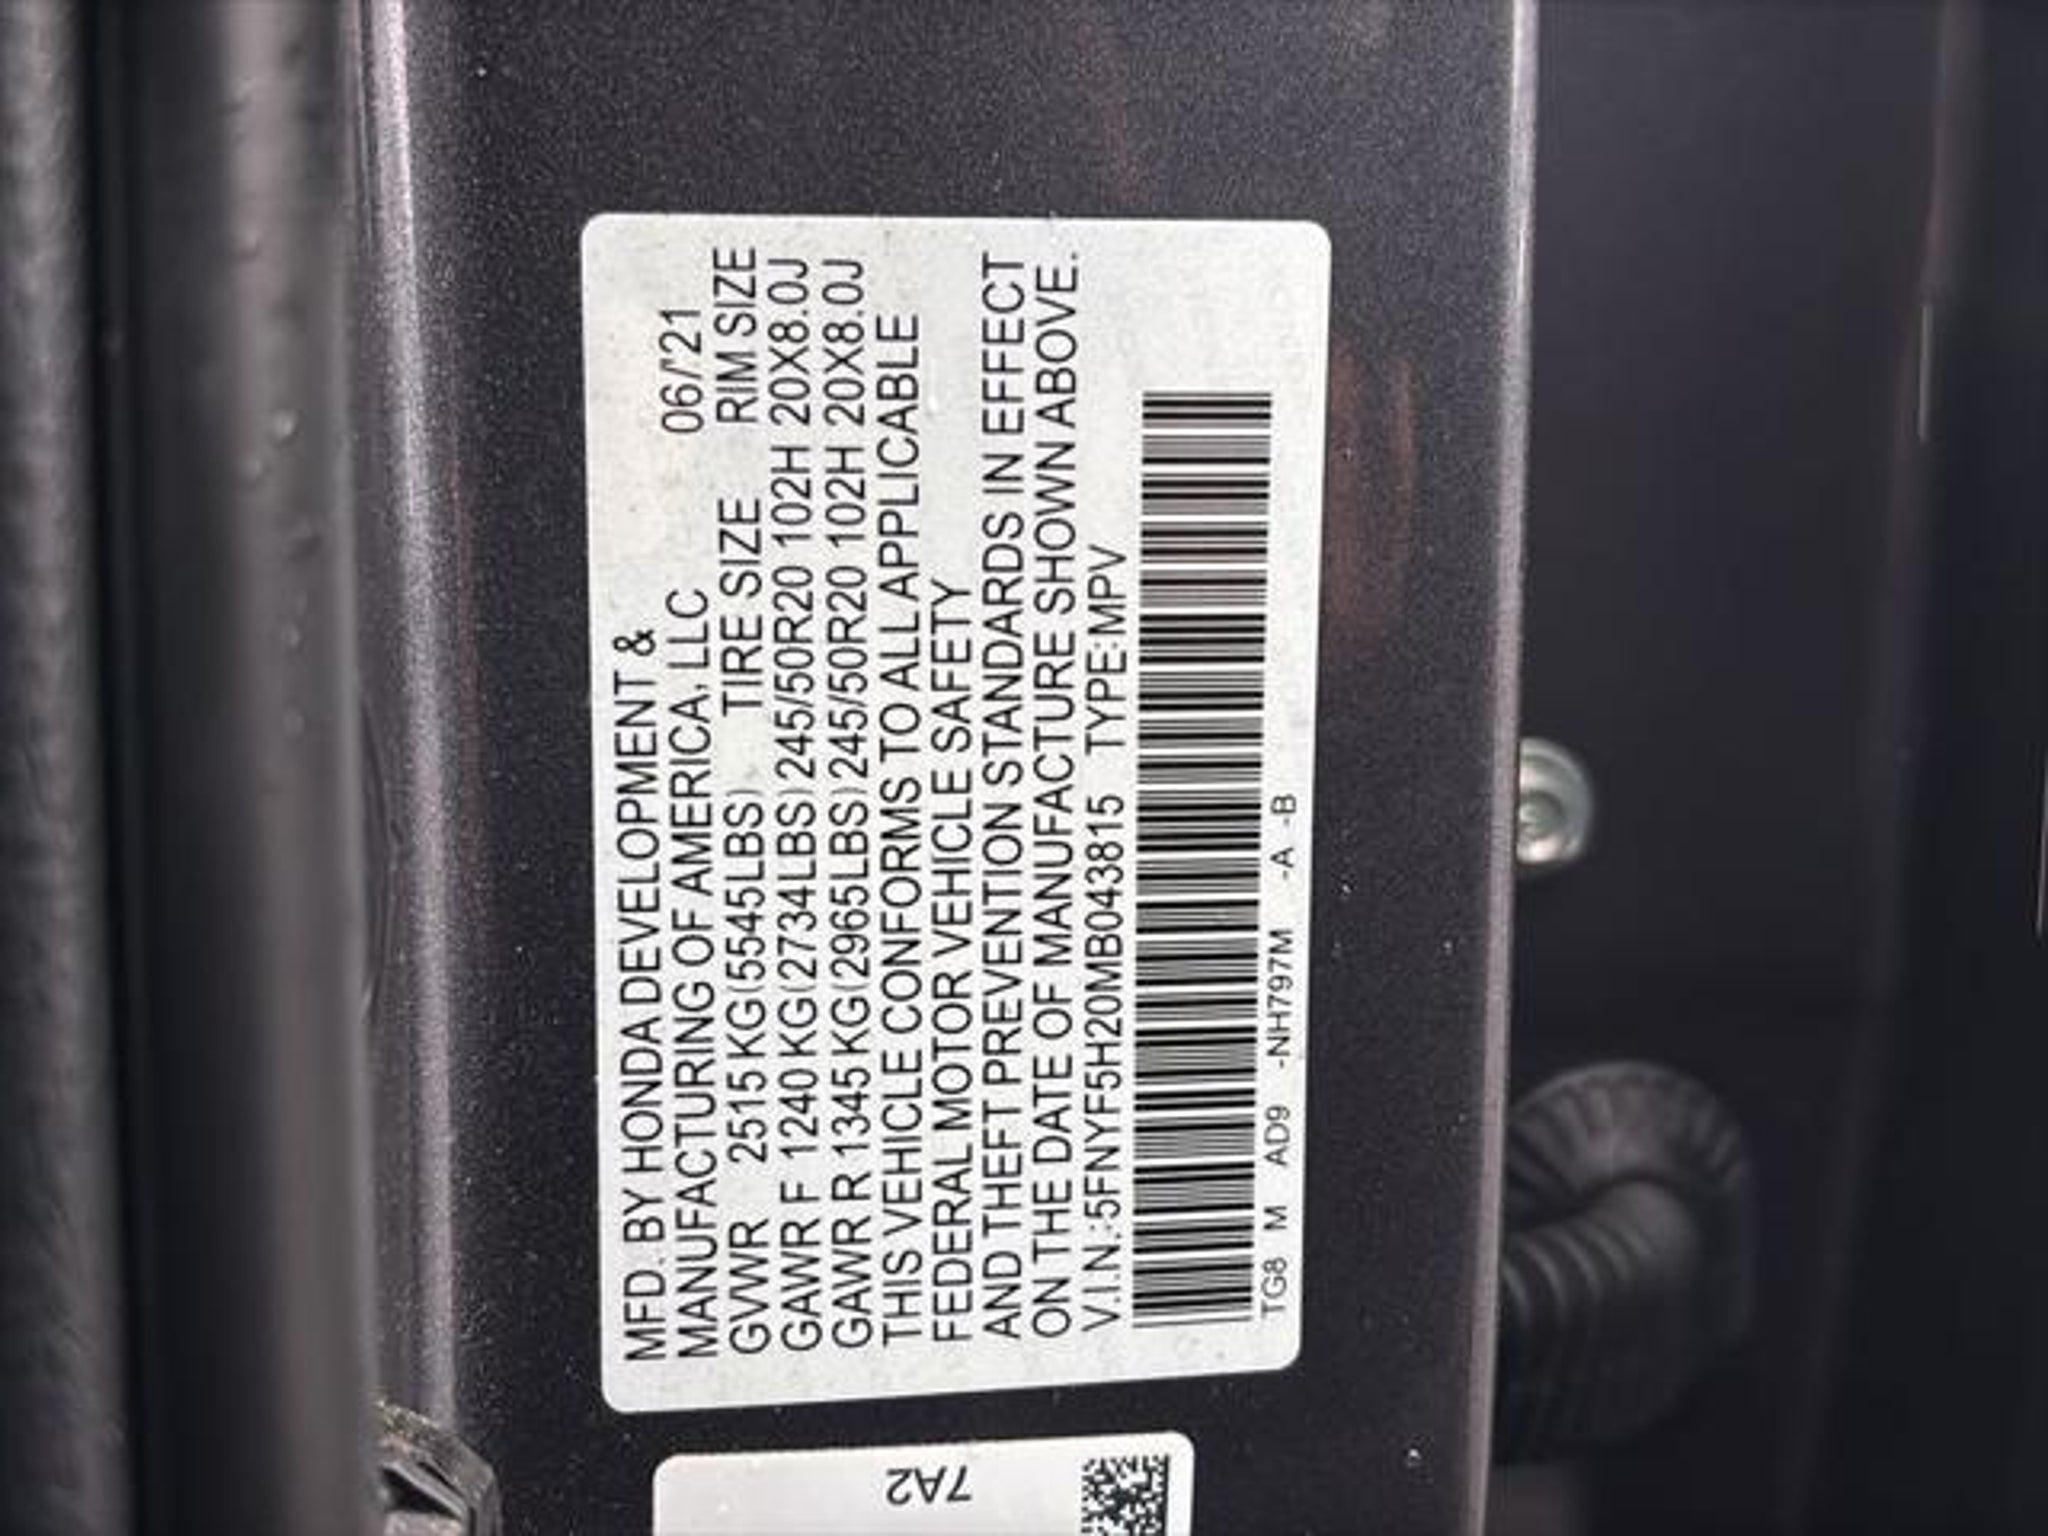 MFD. BY HONDA DEVELOPMENT &
MANUFACTURING OF AMERICA, LLC 06/'21
GVWR 2515 KG(5545LBS) TIRE SIZE RIM SIZE
GAWR F 1240 KG(2734LBS) 245/50R20 102H 20X8.0J
GAWR R 1345 KG(2965LBS) 245/50R20 102H 20X8.0J
THIS VEHICLE CONFORMS TO ALL APPLICABLE
FEDERAL MOTOR VEHICLE SAFETY
AND THEFT PREVENTION STANDARDS IN EFFECT
ON THE DATE OF MANUFACTURE SHOWN ABOVE.
V.I.N.:5FNYF5H20MB043815 TYPE:MPV
TG8 M AD9 -NH797M -A -B
7A2